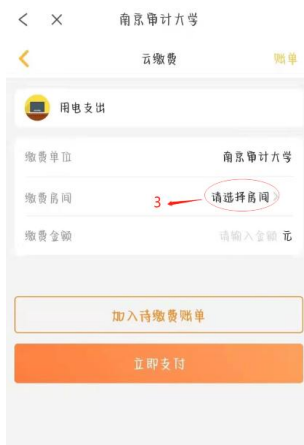 南京审计大学
云缴费 账单
用电支出
缴费单位 南京审计大学
缴费房间 3 请选择房间 >
缴费金额 请输入金额 元
加入待缴费账单
立即支付